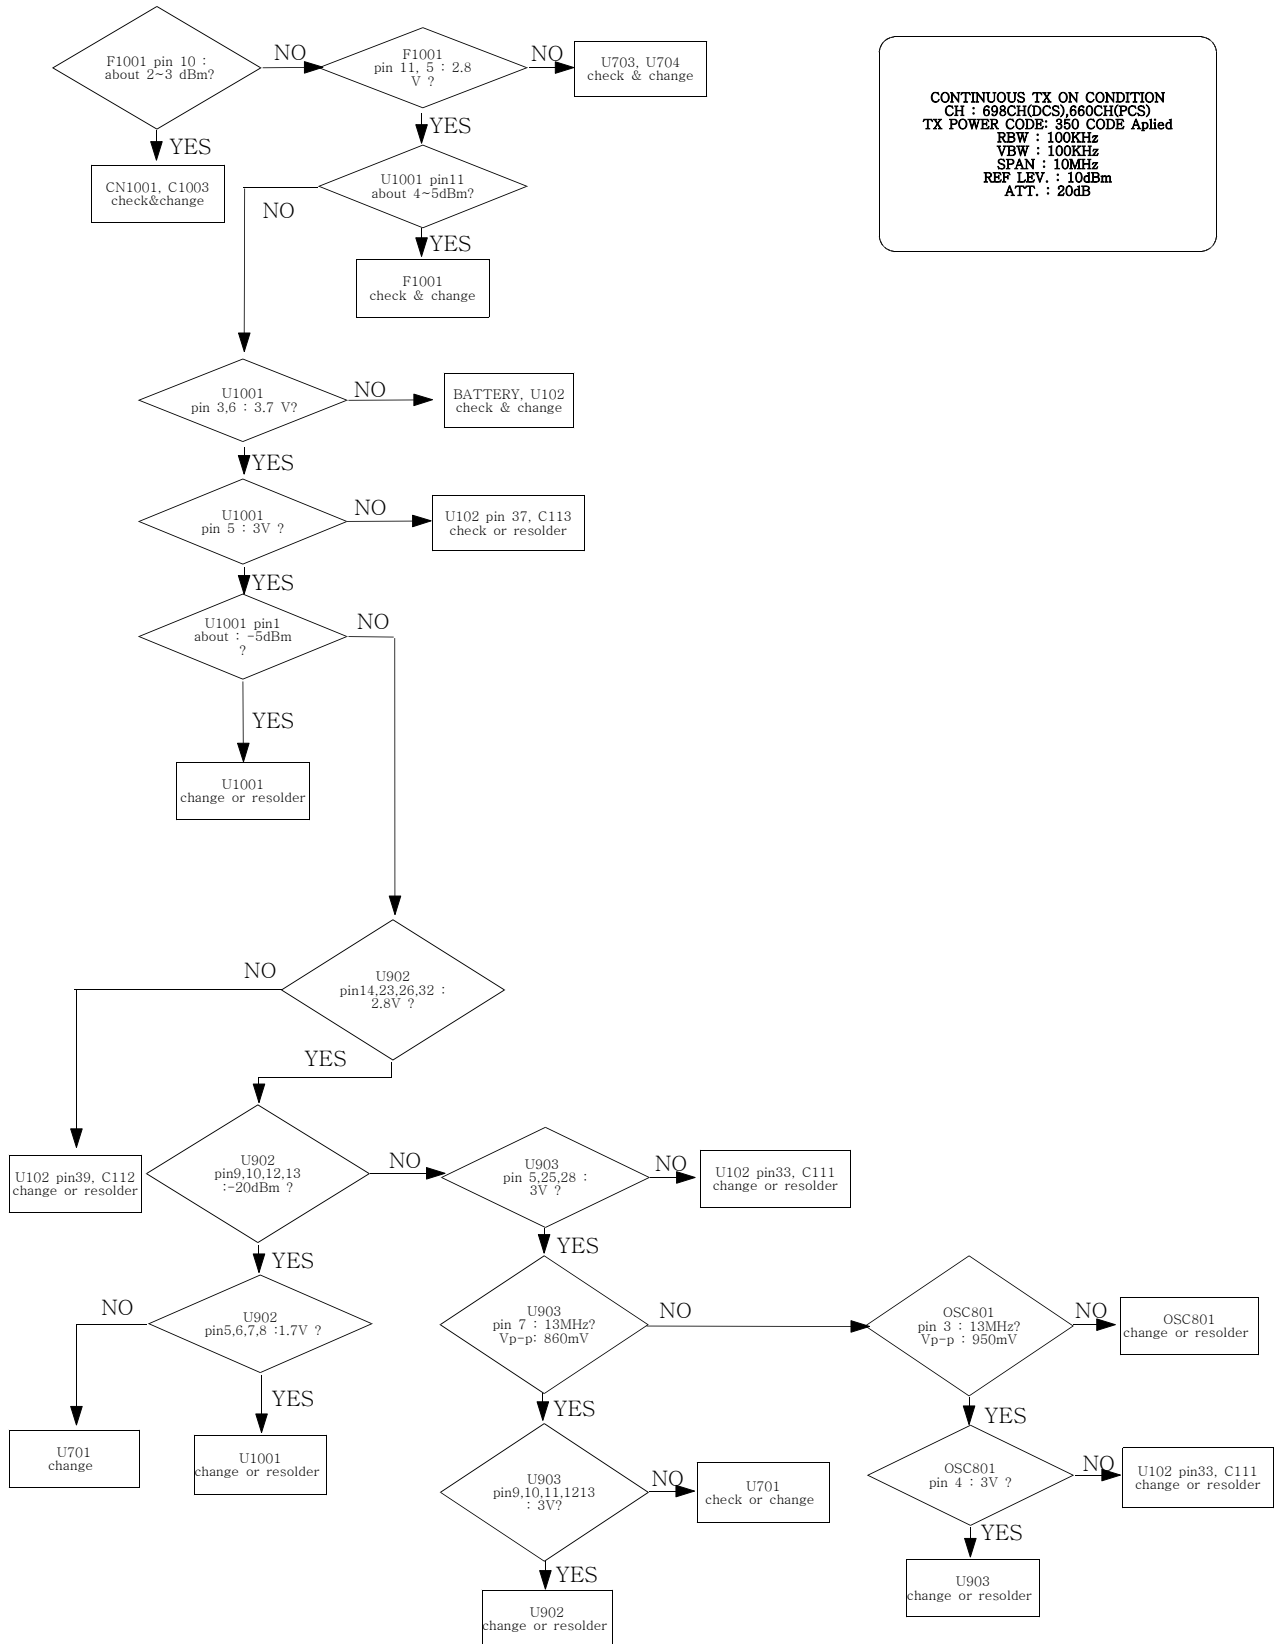 F1001 pin 10 :
about 2~3 dBm?
NO
F1001
pin 11, 5 : 2.8
V ?
NO
U703, U704
check & change
CONTINUOUS TX ON CONDITION
CH : 698CH(DCS),660CH(PCS)
TX POWER CODE: 350 CODE Aplied
RBW : 100KHz
VBW : 100KHz
SPAN : 10MHz
REF LEV. : 10dBm
ATT. : 20dB
YES
YES
CN1001, C1003
check&change
U1001 pin11
about 4~5dBm?
NO
YES
F1001
check & change
U1001
pin 3,6 : 3.7 V?
NO
BATTERY, U102
check & change
YES
U1001
pin 5 : 3V ?
NO
U102 pin 37, C113
check or resolder
YES
U1001 pin1
about : -5dBm
?
NO
YES
U1001
change or resolder
NO
U902
pin14,23,26,32 :
2.8V ?
YES
U102 pin39, C112
change or resolder
U902
pin9,10,12,13
:-20dBm ?
NO
U903
pin 5,25,28 :
3V ?
NO
U102 pin33, C111
change or resolder
YES
YES
NO
U902
pin5,6,7,8 :1.7V ?
U903
pin 7 : 13MHz?
Vp-p: 860mV
NO
OSC801
pin 3 : 13MHz?
Vp-p : 950mV
NO
OSC801
change or resolder
YES
YES
YES
U701
change
U1001
change or resolder
U903
pin9,10,11,1213
: 3V?
NO
U701
check or change
OSC801
pin 4 : 3V ?
NO
U102 pin33, C111
change or resolder
YES
YES
U902
change or resolder
U903
change or resolder